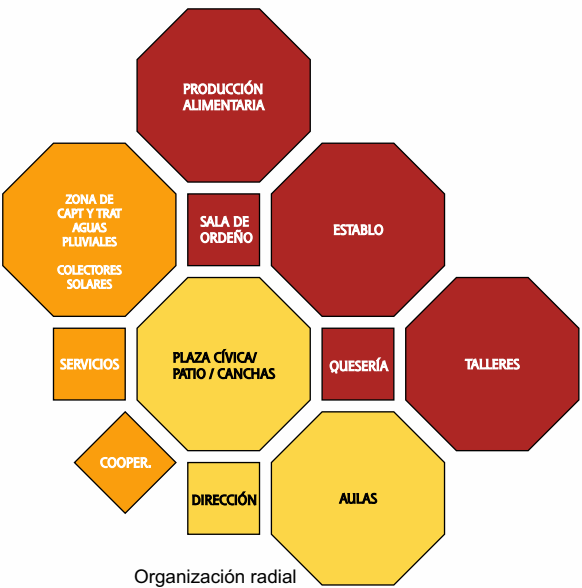 PRODUCCIÓN
ALIMENTARIA
ZONA DE
CAPT Y TRAT
AGUAS
PLUVIALES
COLECTORES
SOLARES
SALA DE
ORDEÑO
ESTABLO
SERVICIOS
PLAZA CÍVICA/
PATIO / CANCHAS
QUESERÍA
TALLERES
COOPER.
DIRECCIÓN
AULAS
Organización radial